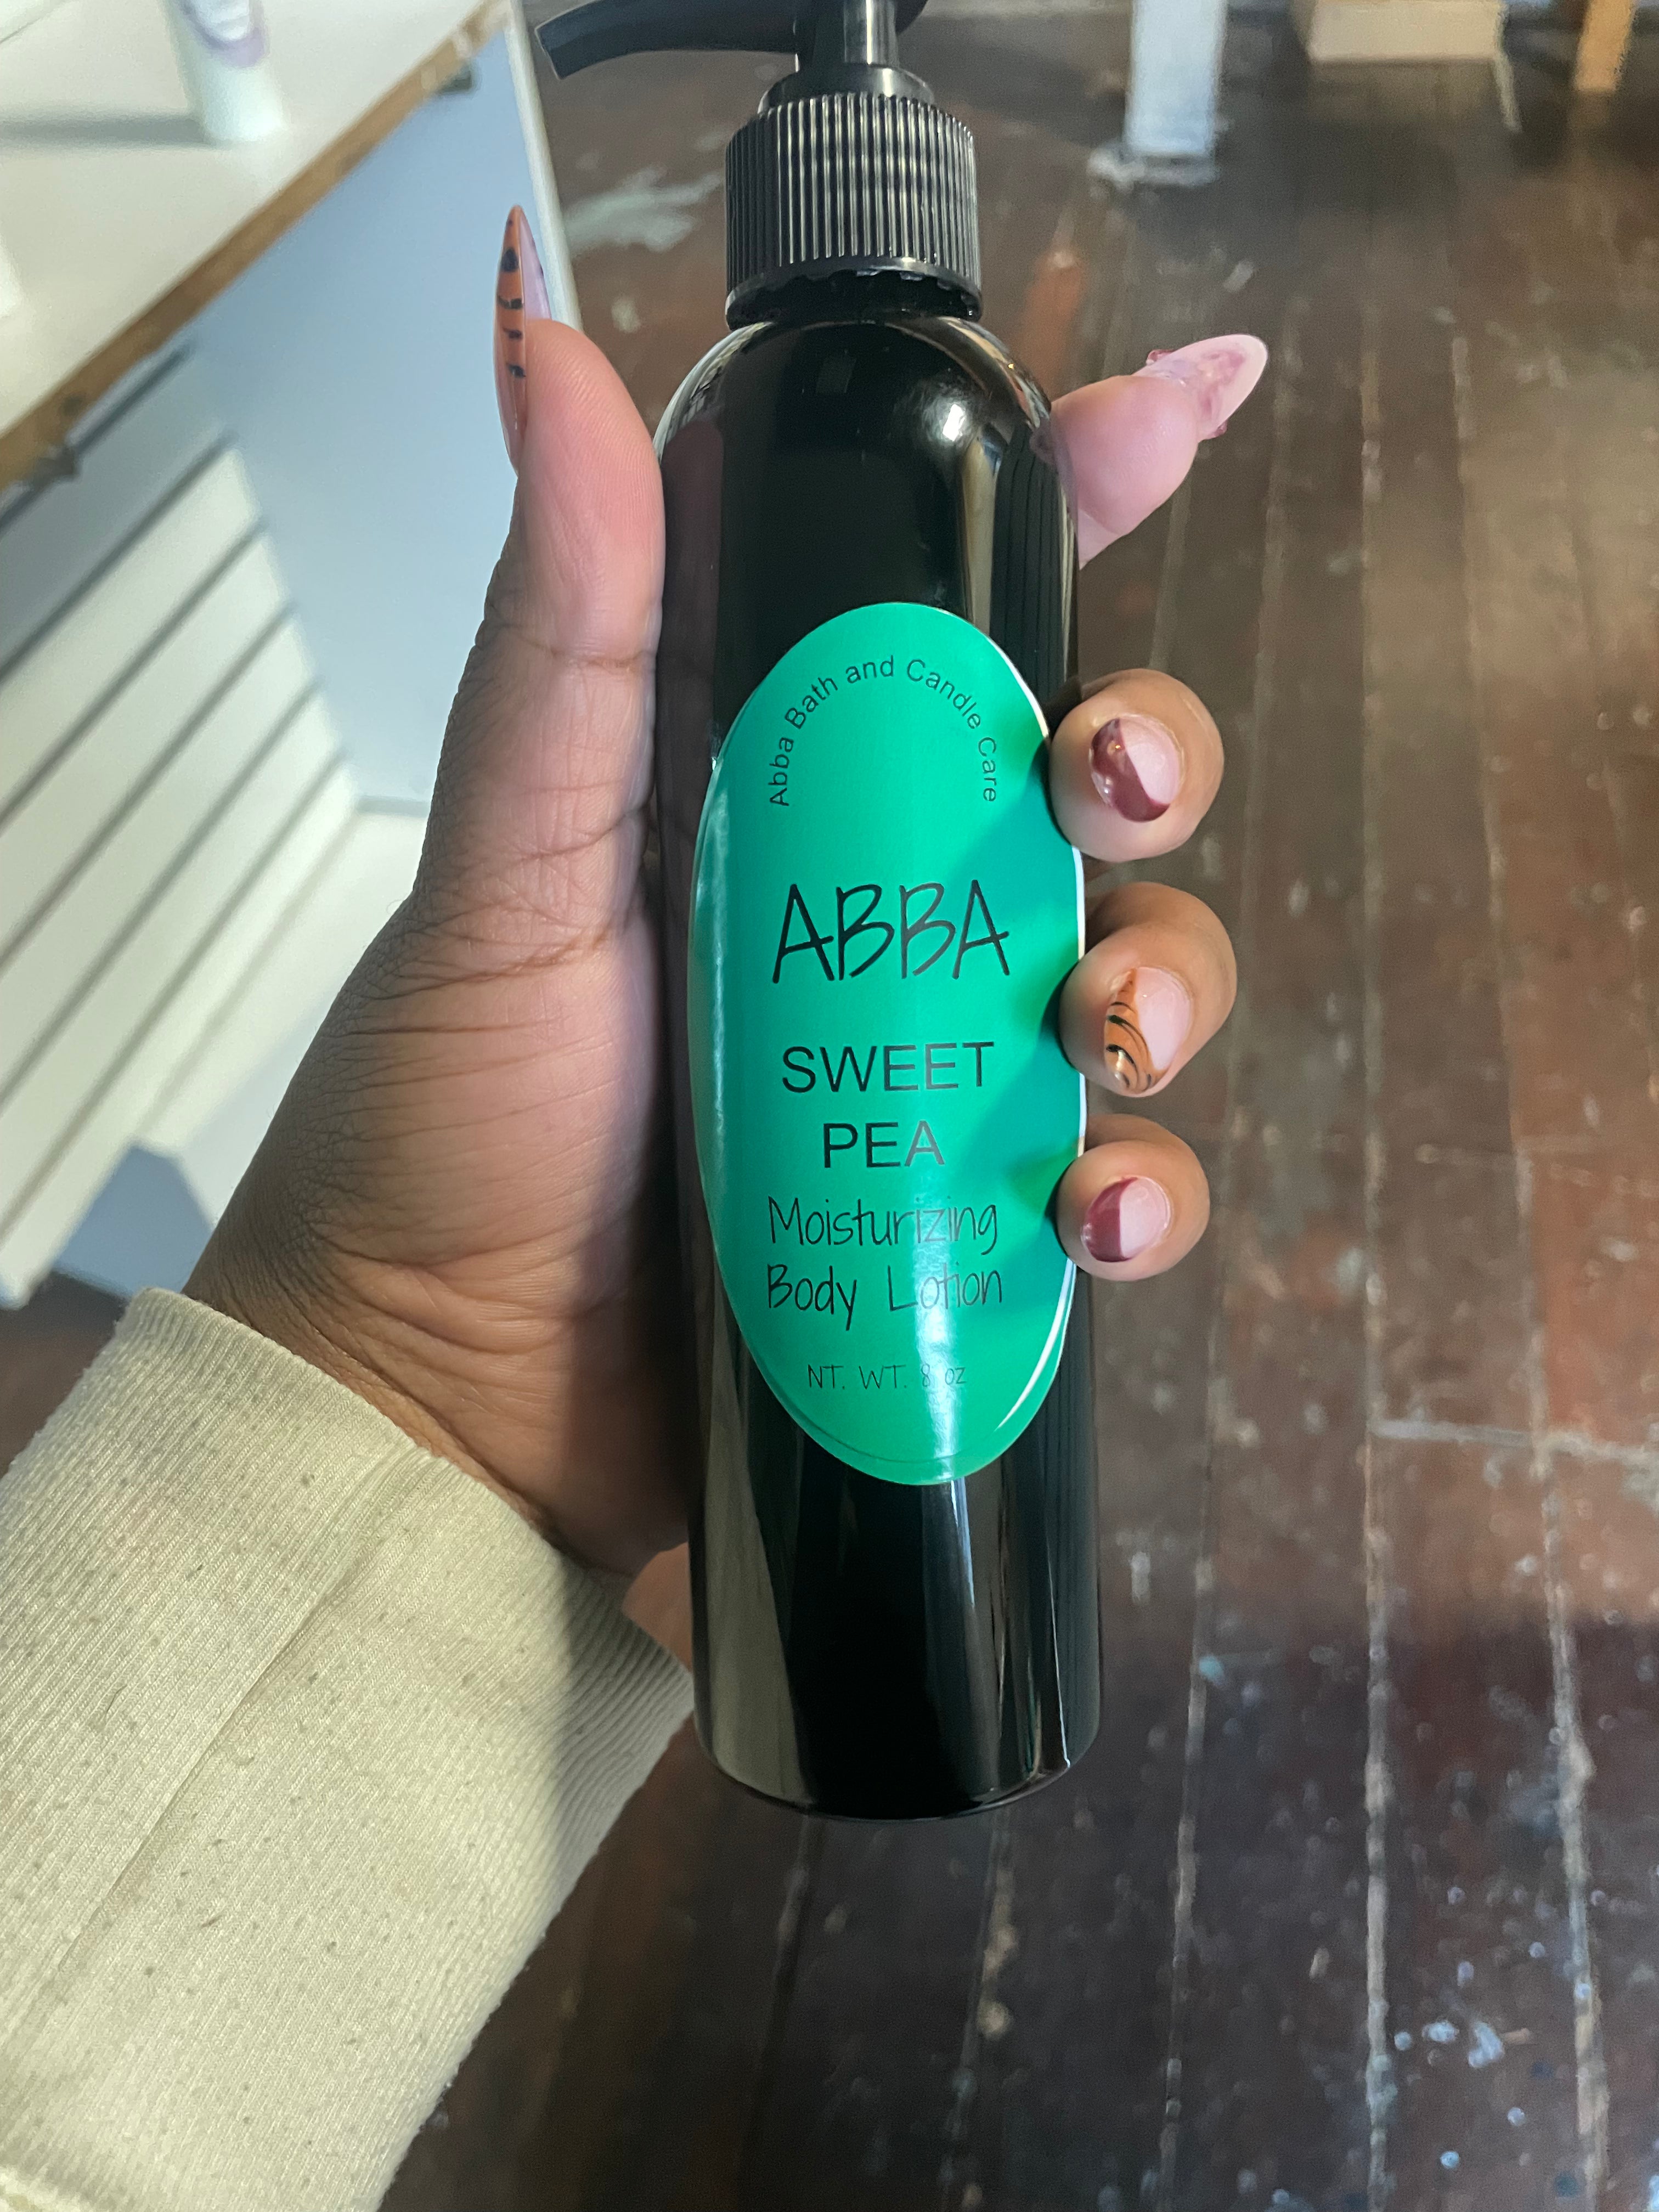 Abba Bath and Candle Care
ABBA
SWEET
PEA
Moisturizing
Body Lotion
NT. WT. 8 oz